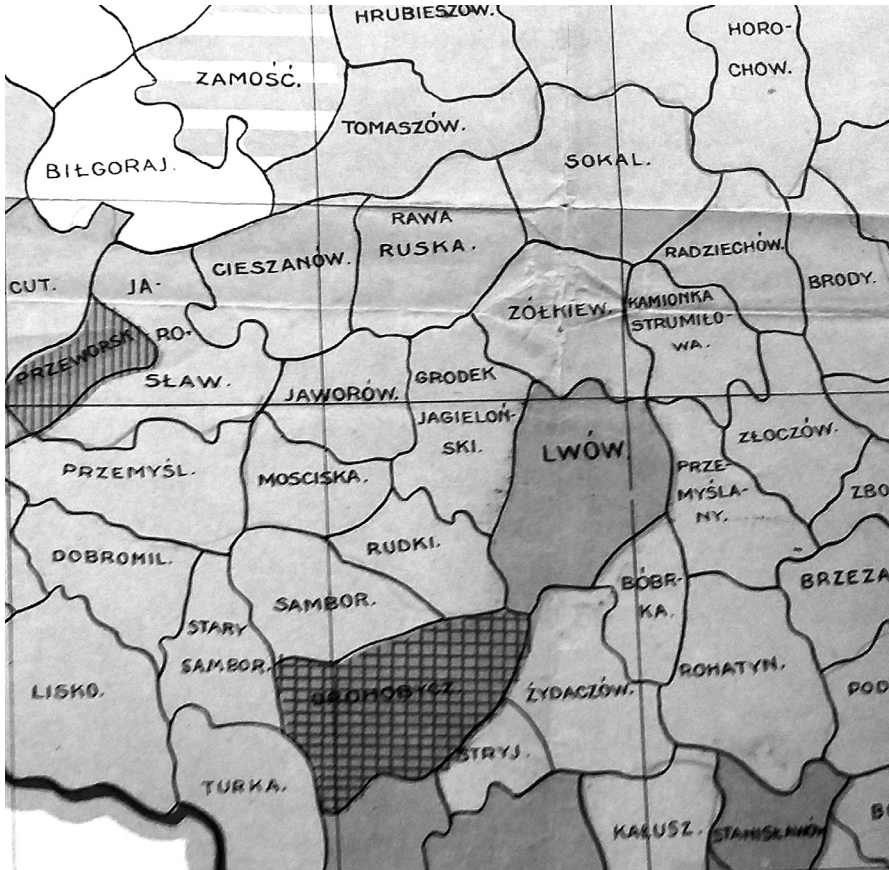 HRUBIESZÓW.
HORO-
CHÓW.
ZAMOŚĆ.
TOMASZÓW.
BIŁGORAJ.
SOKAL.
RAWA
RUSKA.
RADZIECHÓW.
CIESZANÓW.
CUT.
JA-
RO-
SŁAW.
BRODY.
ŻÓŁKIEW.
KAMIONKA
STRUMIŁO-
WA.
PRZEWORSK
JAWORÓW.
GRODEK
JAGIELOŃ-
SKI.
LWÓW.
ZŁOCZÓW.
PRZEMYŚL.
MOSCISKA.
PRZE-
MYŚLA-
NY.
ZBO
DOBROMIL.
RUDKI.
BÓBR-
KA.
BRZEZA
SAMBOR.
STARY
SAMBOR.
LISKO.
DROHOBYCZ.
ŻYDACZÓW.
ROHATYN.
POD
STRYJ.
TURKA.
KAŁUSZ.
STANISŁAWÓW